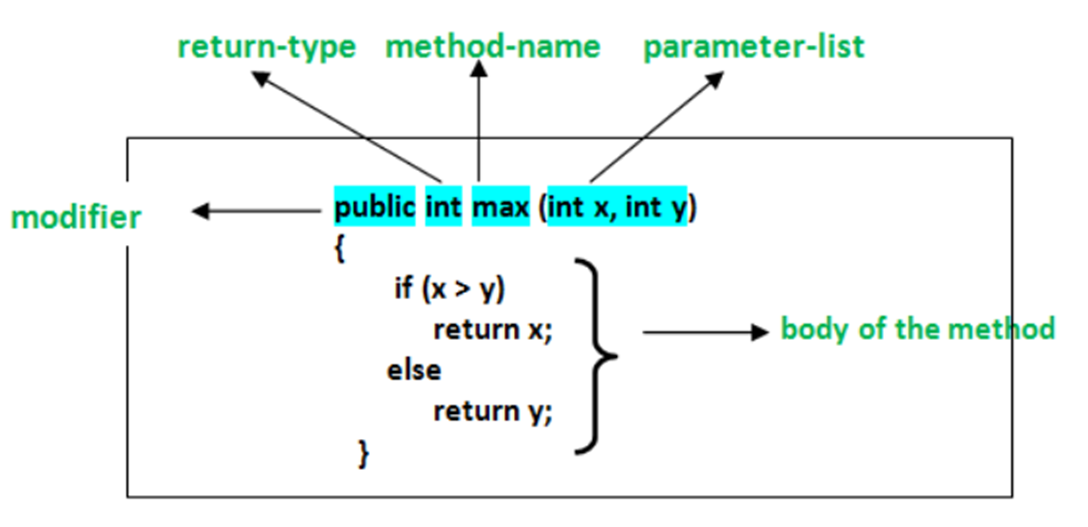 return-type method-name parameter-list
modifier
public int max (int x, int y)
{
if (x > y)
return x;
body of the method
else
return y;
}